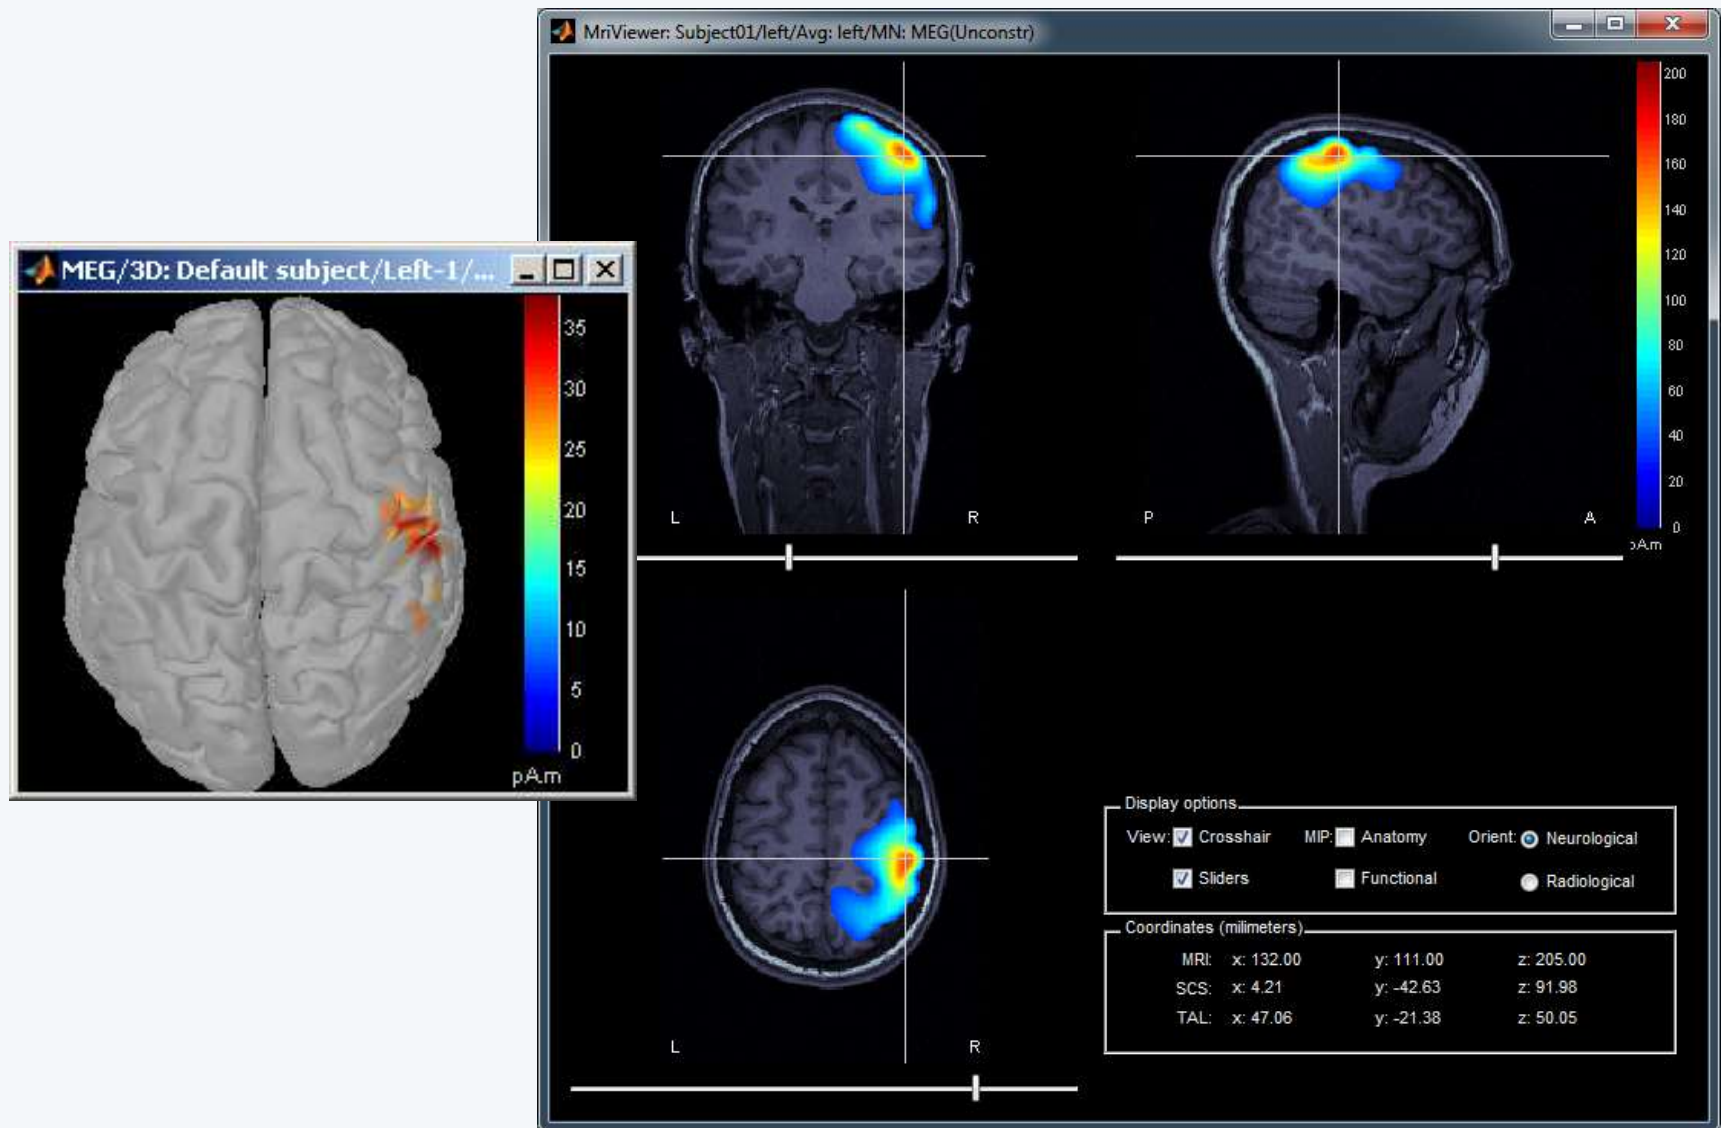 MriViewer: Subject01/left/Avg: left/MN: MEG(Unconstr)
200
180
160
140
120
100
80
60
40
20
0
pA.m
L
R
P
A
MEG/3D: Default subject/Left-1/...
35
30
25
20
15
10
5
0
pA.m
L
R
Display options
View: Crosshair MIP: Anatomy Orient: Neurological
Sliders Functional Radiological
Coordinates (milimeters)
MRI: x: 132.00 y: 111.00 z: 205.00
SCS: x: 4.21 y: -42.63 z: 91.98
TAL: x: 47.06 y: -21.38 z: 50.05